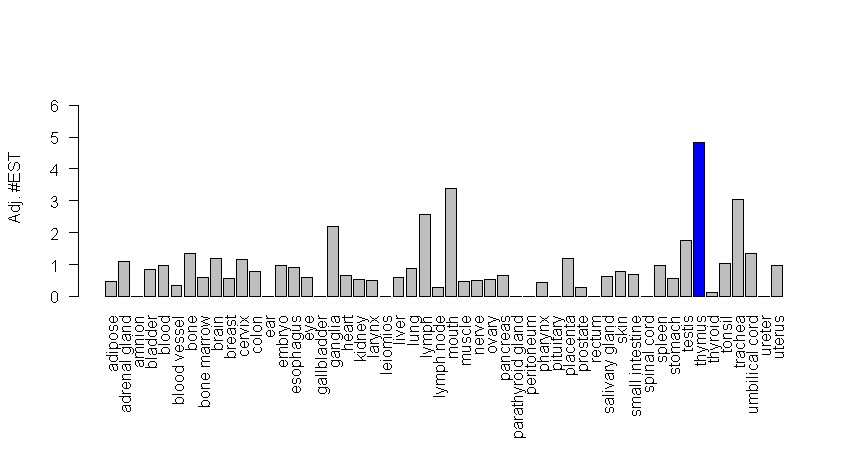 Adj. #EST
6
5
4
3
2
1
0
adipose
adrenal gland
amnion
bladder
blood
blood vessel
bone
bone marrow
brain
breast
cervix
colon
ear
embryo
esophagus
eye
gallbladder
ganglia
heart
kidney
larynx
leiomios
liver
lung
lymph
lymph node
mouth
muscle
nerve
ovary
pancreas
parathyroid gland
peritoneum
pharynx
pituitary
placenta
prostate
rectum
salivary gland
skin
small intestine
spinal cord
spleen
stomach
testis
thymus
thyroid
tonsil
trachea
umbilical cord
ureter
uterus